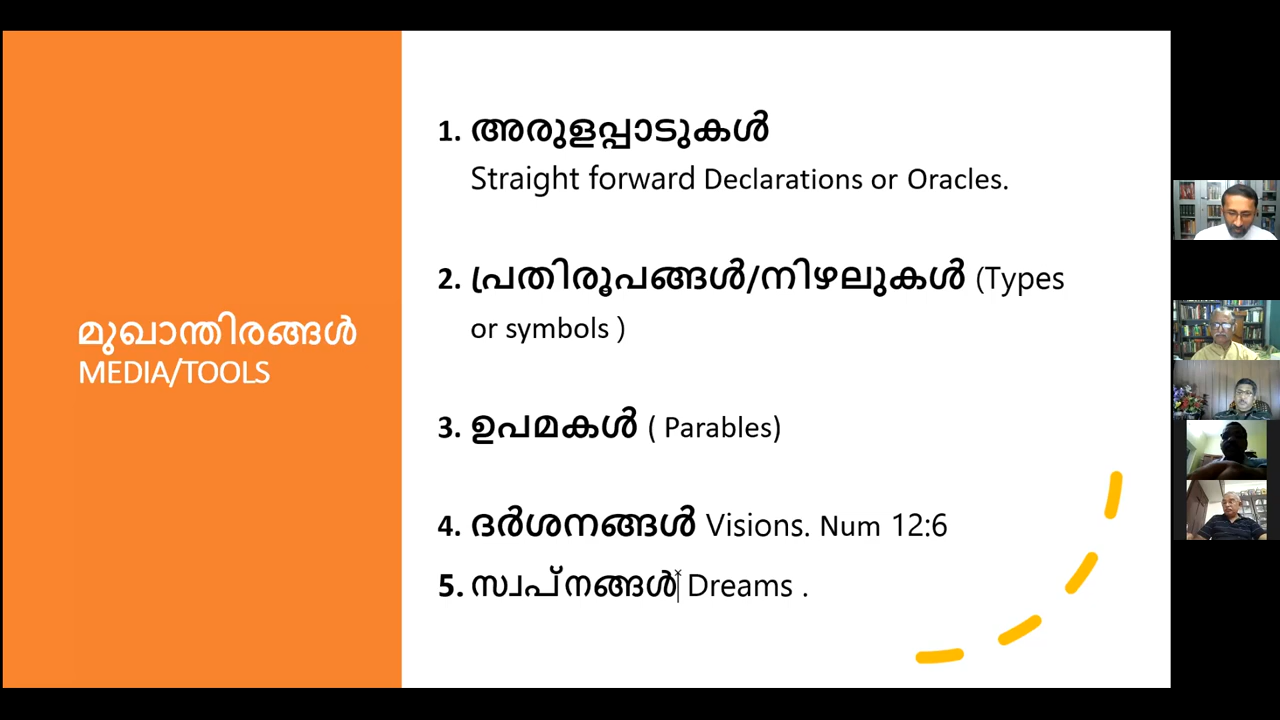 മുഖാന്തിരങ്ങൾ
MEDIA/TOOLS
1. അരുളപ്പാടുകൾ
Straight forward Declarations or Oracles.
2. പ്രതിരൂപങ്ങൾ/നിഴലുകൾ (Types
or symbols )
3. ഉപമകൾ ( Parables)
4. ദർശനങ്ങൾ Visions. Num 12:6
5. സ്വപ്നങ്ങൾ Dreams .